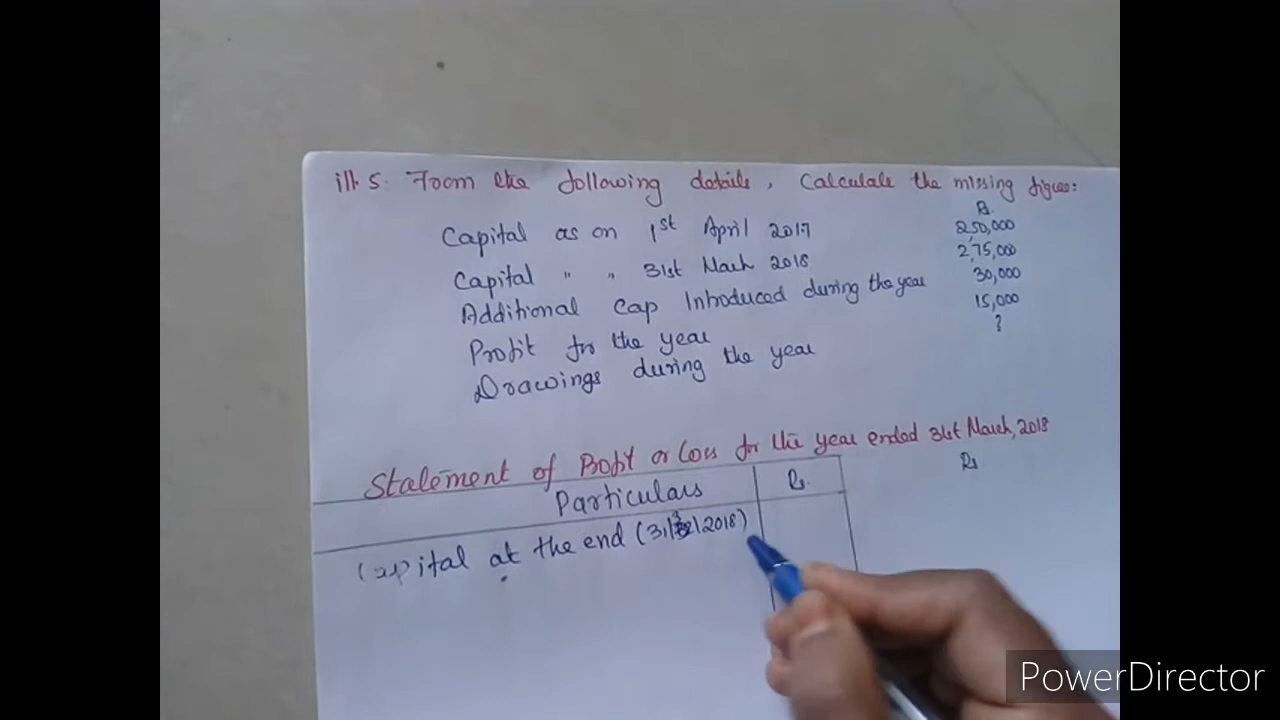 ill. 5. From the following details, Calculate the missing figure:
Rs.
Capital as on 1st April 2017 2,50,000
Capital " " 31st March 2018 2,75,000
Additional Cap Introduced during the year 30,000
Profit for the year 15,000
Drawings during the year ?
Statement of Profit or Loss for the year ended 31st March, 2018
Particulars Rs. Rs
Capital at the end (31/3/2018)
PowerDirector